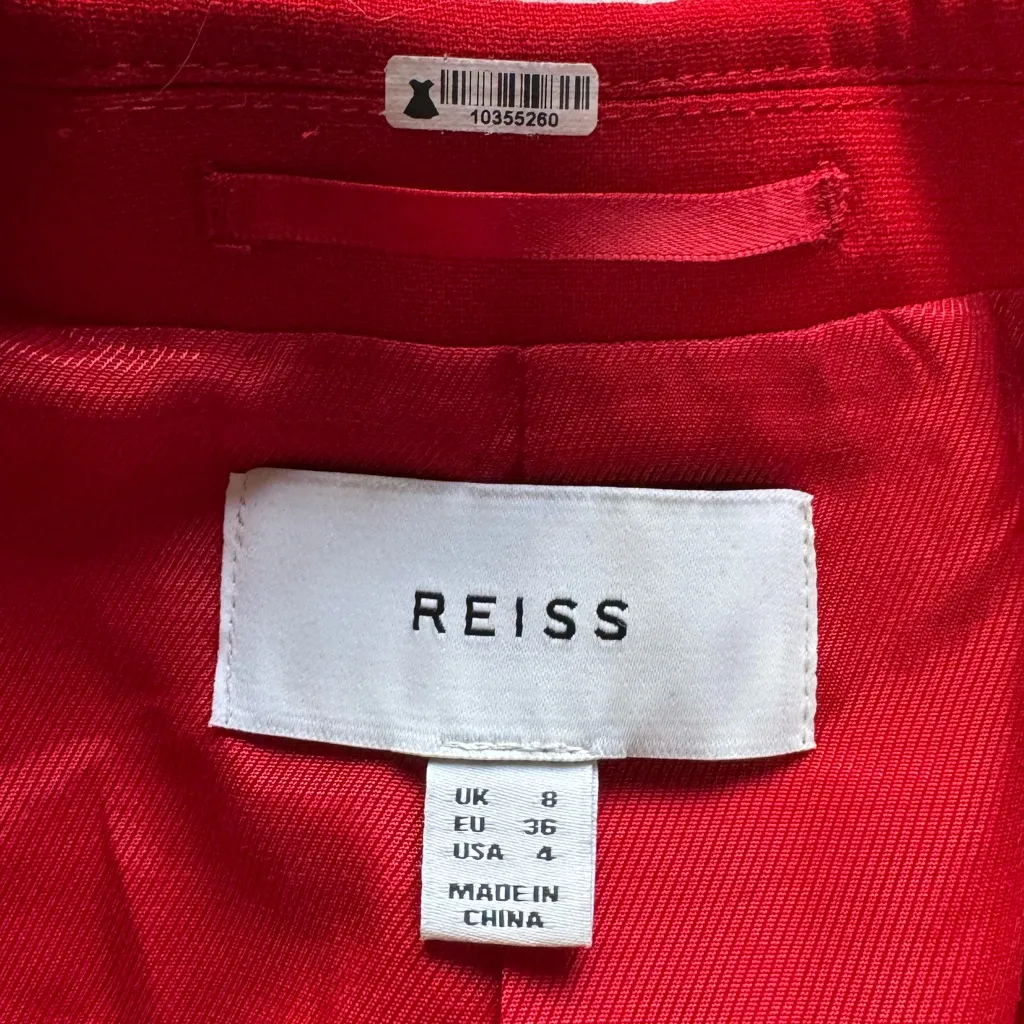 10355260
REISS
UK 8
EU 36
USA 4
MADE IN
CHINA